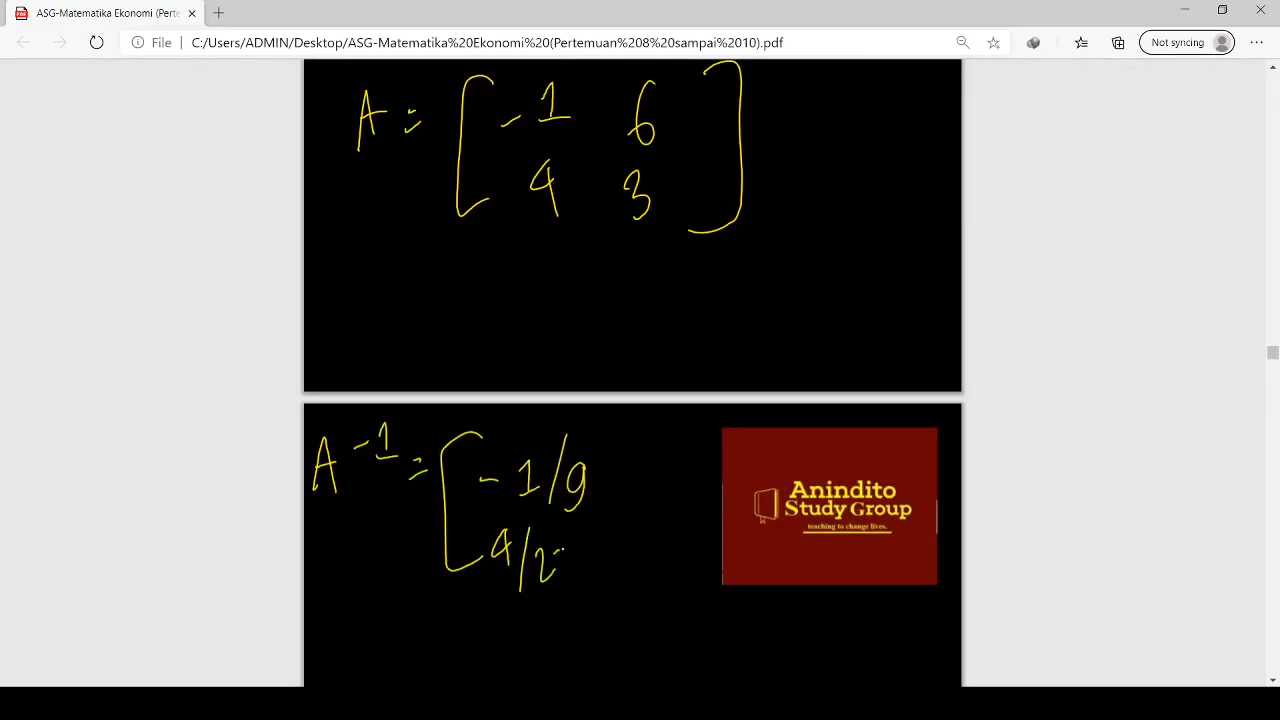 ASG-Matematika Ekonomi (Perte
File
C:/Users/ADMIN/Desktop/ASG-Matematika%20Ekonomi%20(Pertemuan%208%20sampai%2010).pdf
Not syncing
A = [ -1 6
4 3 ]
A^-1 = [ -1/9
4/2
Anindito
Study Group
teaching to change lives.